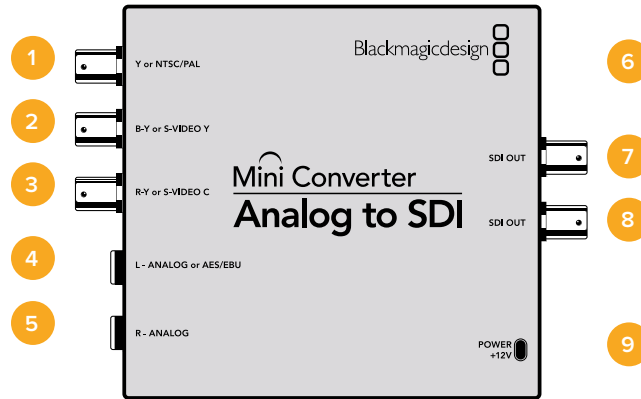 1
Y or NTSC/PAL
Blackmagicdesign
6
2
B-Y or S-VIDEO Y
SDI OUT
7
3
R-Y or S-VIDEO C
Mini Converter
Analog to SDI
SDI OUT
8
4
L - ANALOG or AES/EBU
5
R - ANALOG
POWER
+12V
9